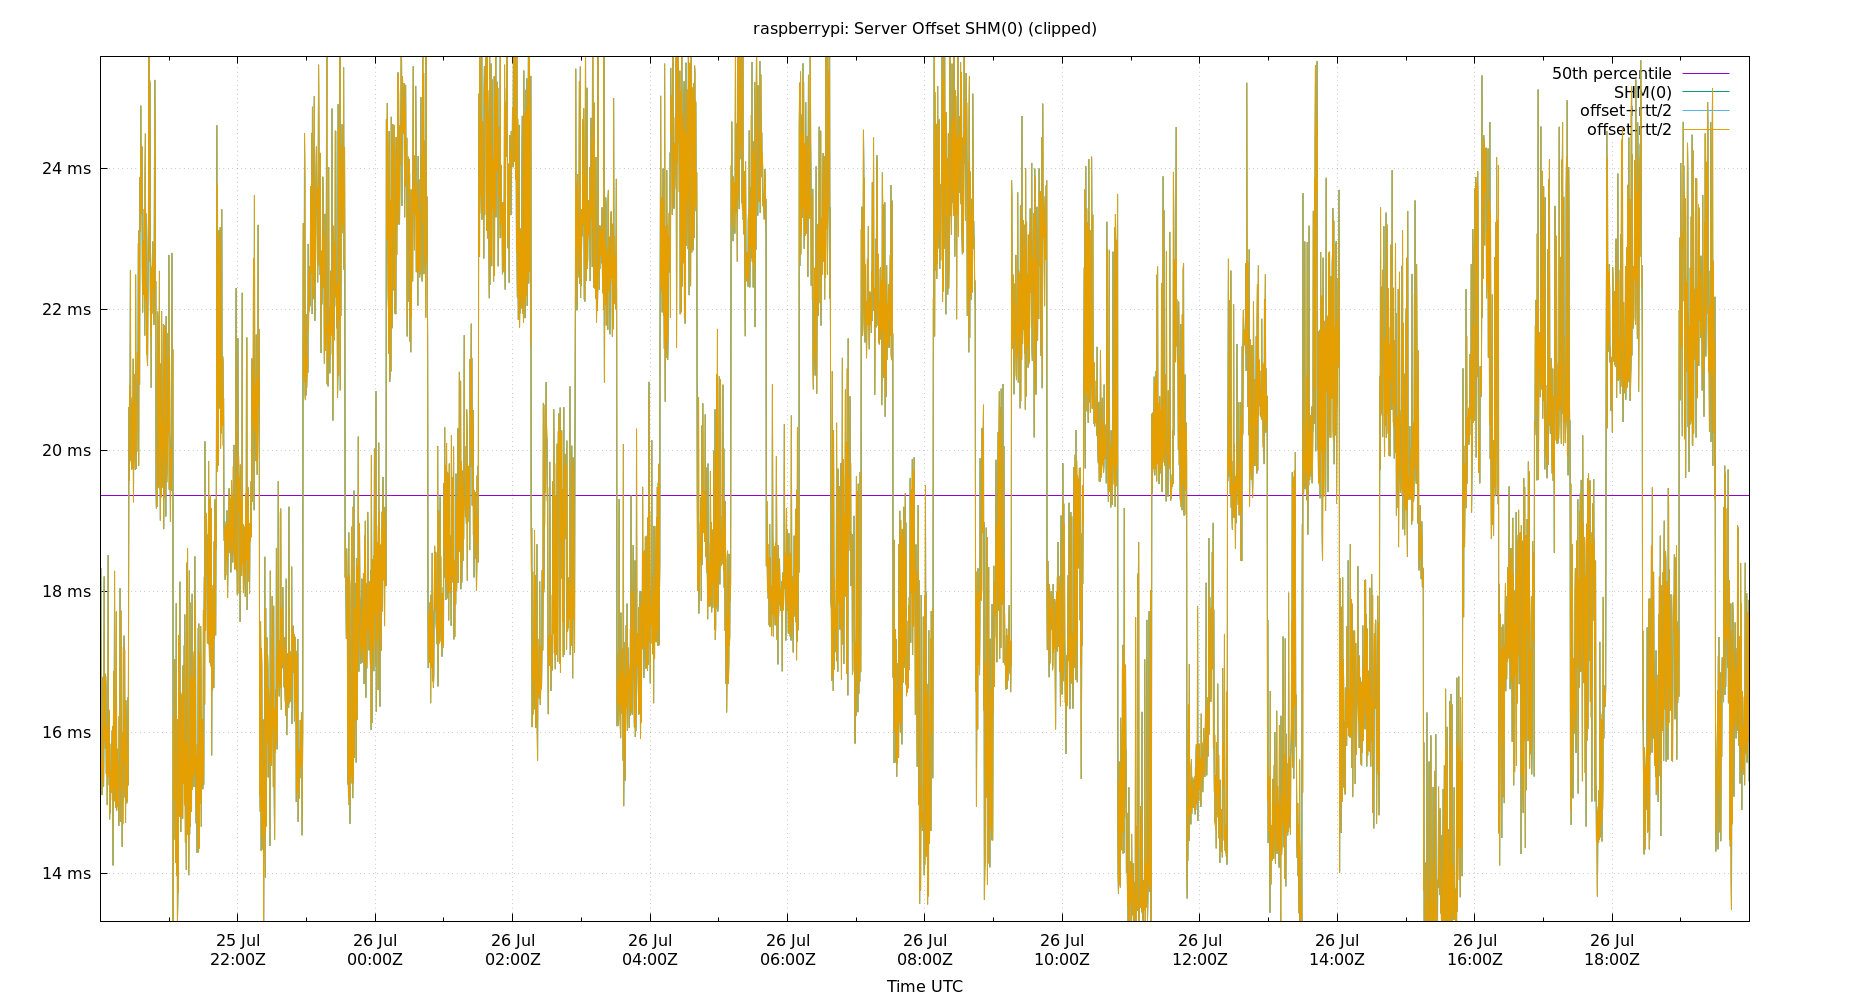 raspberrypi: Server Offset SHM(0) (clipped)
50th percentile
SHM(0)
offset+rtt/2
offset-rtt/2
24 ms
22 ms
20 ms
18 ms
16 ms
14 ms
25 Jul 26 Jul 26 Jul 26 Jul 26 Jul 26 Jul 26 Jul 26 Jul 26 Jul 26 Jul 26 Jul
22:00Z 00:00Z 02:00Z 04:00Z 06:00Z 08:00Z 10:00Z 12:00Z 14:00Z 16:00Z 18:00Z
Time UTC